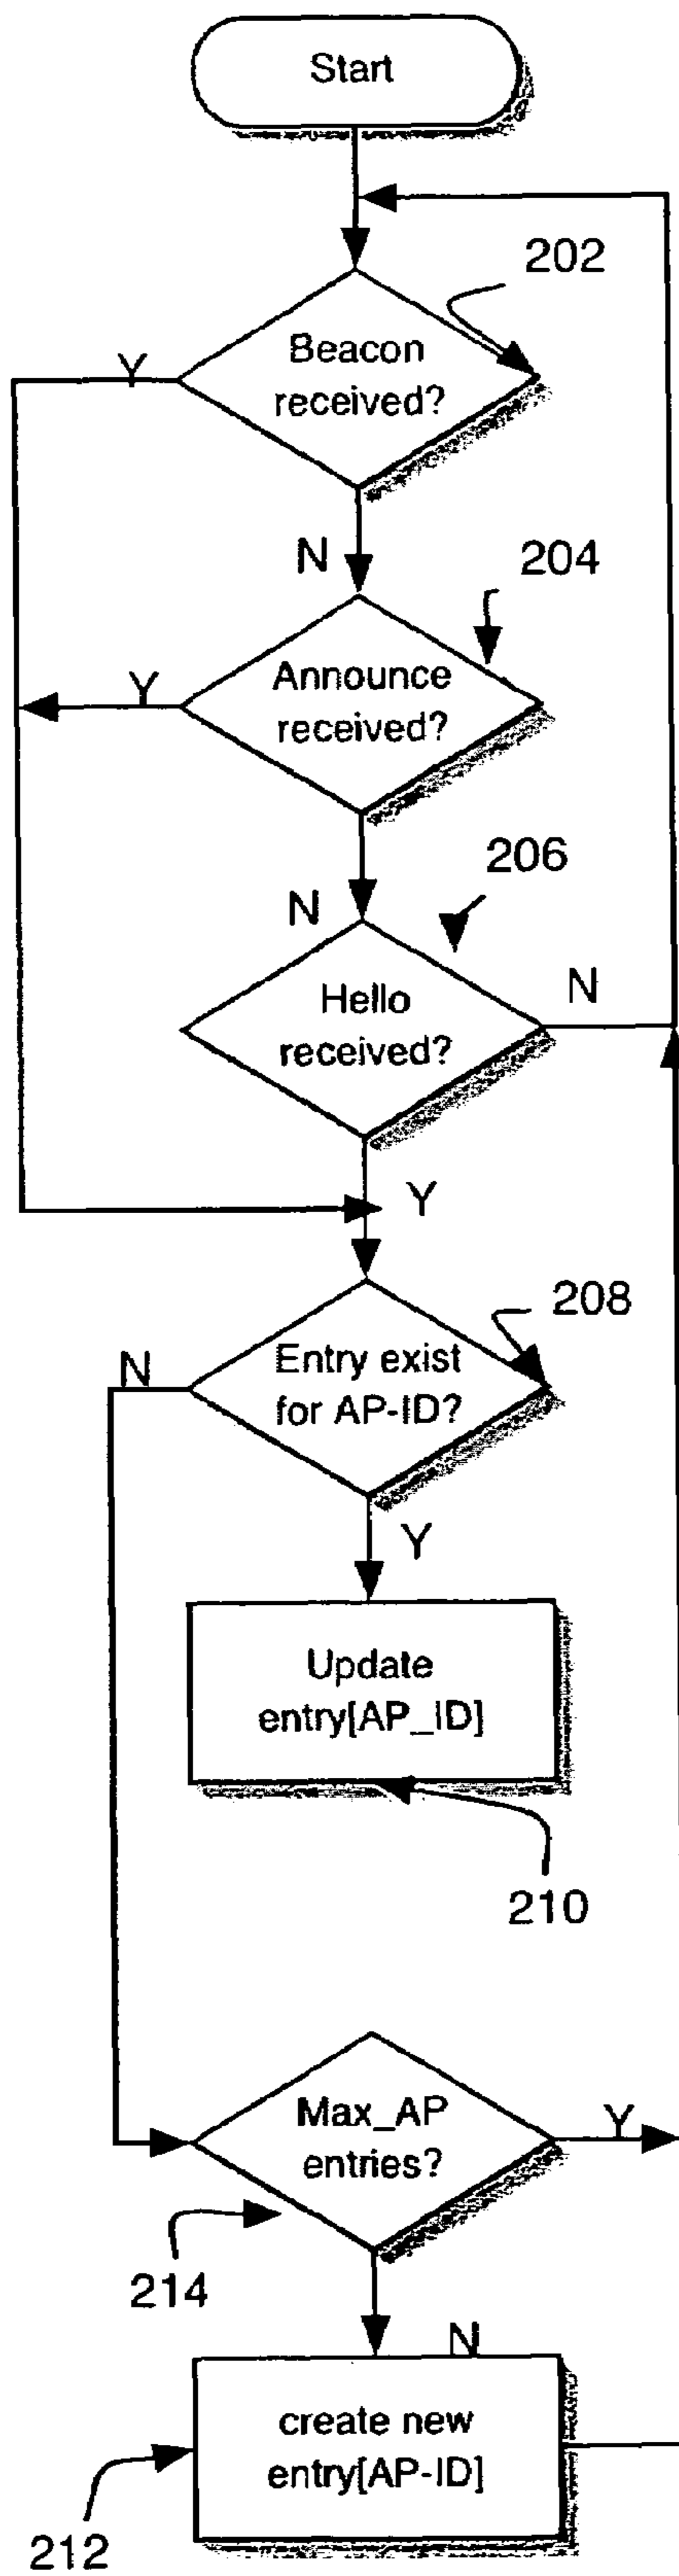 Start
202
Beacon
received?
Y
N
204
Announce
received?
Y
206
N
Hello
received?
N
Y
208
Entry exist
for AP-ID?
N
Y
Update
entry[AP_ID]
210
Max_AP
entries?
Y
214
N
create new
entry[AP-ID]
212